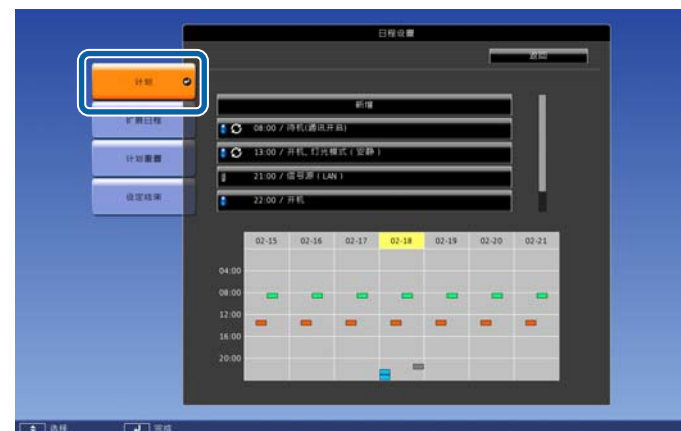 日程设置
返回
计划
扩展日程
计划重置
设定结束
新增
08:00 / 待机(通讯开启)
13:00 / 开机, 灯光模式 ( 安静 )
21:00 / 信号源 ( LAN )
22:00 / 开机
02-15 02-16 02-17 02-18 02-19 02-20 02-21
04:00
08:00
12:00
16:00
20:00
选择 完成